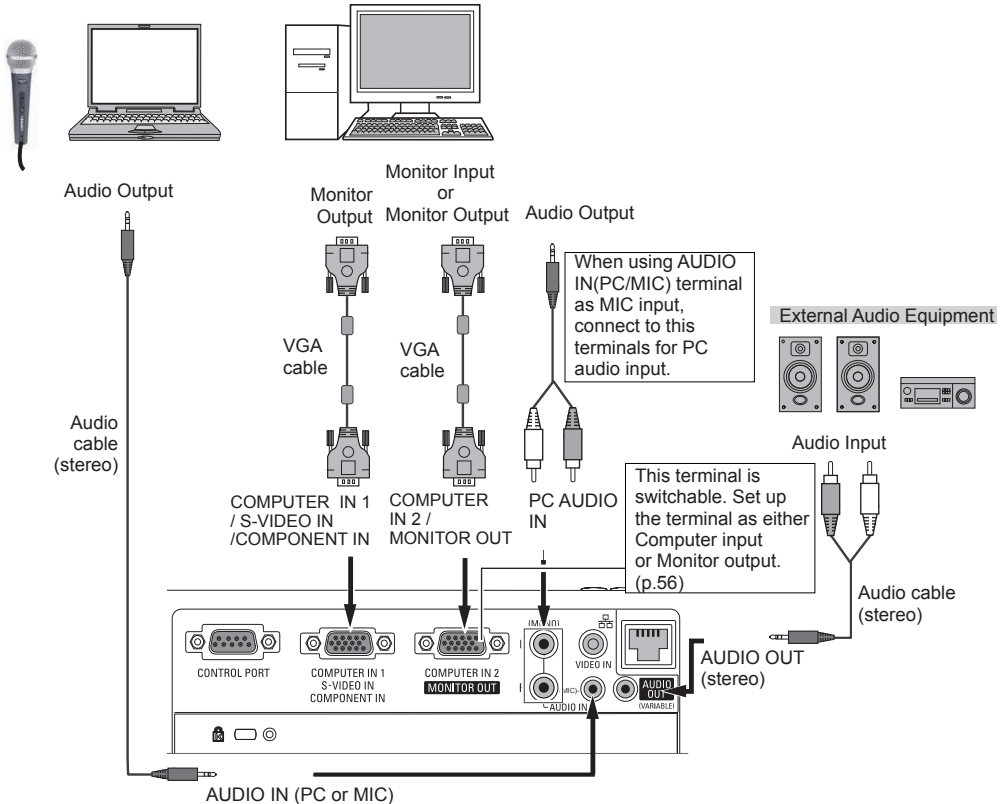 Audio Output
Monitor
Output
Monitor Input
or
Monitor Output
Audio Output
When using AUDIO
IN(PC/MIC) terminal
as MIC input,
connect to this
terminals for PC
audio input.
External Audio Equipment
VGA
cable
VGA
cable
Audio
cable
(stereo)
Audio Input
COMPUTER IN 1
/ S-VIDEO IN
/COMPONENT IN
COMPUTER
IN 2 /
MONITOR OUT
PC AUDIO
IN
This terminal is
switchable. Set up
the terminal as either
Computer input
or Monitor output.
(p.56)
Audio cable
(stereo)
AUDIO OUT
(stereo)
(MONO)
VIDEO IN
CONTROL PORT
COMPUTER IN 1
S-VIDEO IN
COMPONENT IN
COMPUTER IN 2
MONITOR OUT
MIC)
AUDIO IN
AUDIO
OUT
(VARIABLE)
AUDIO IN (PC or MIC)